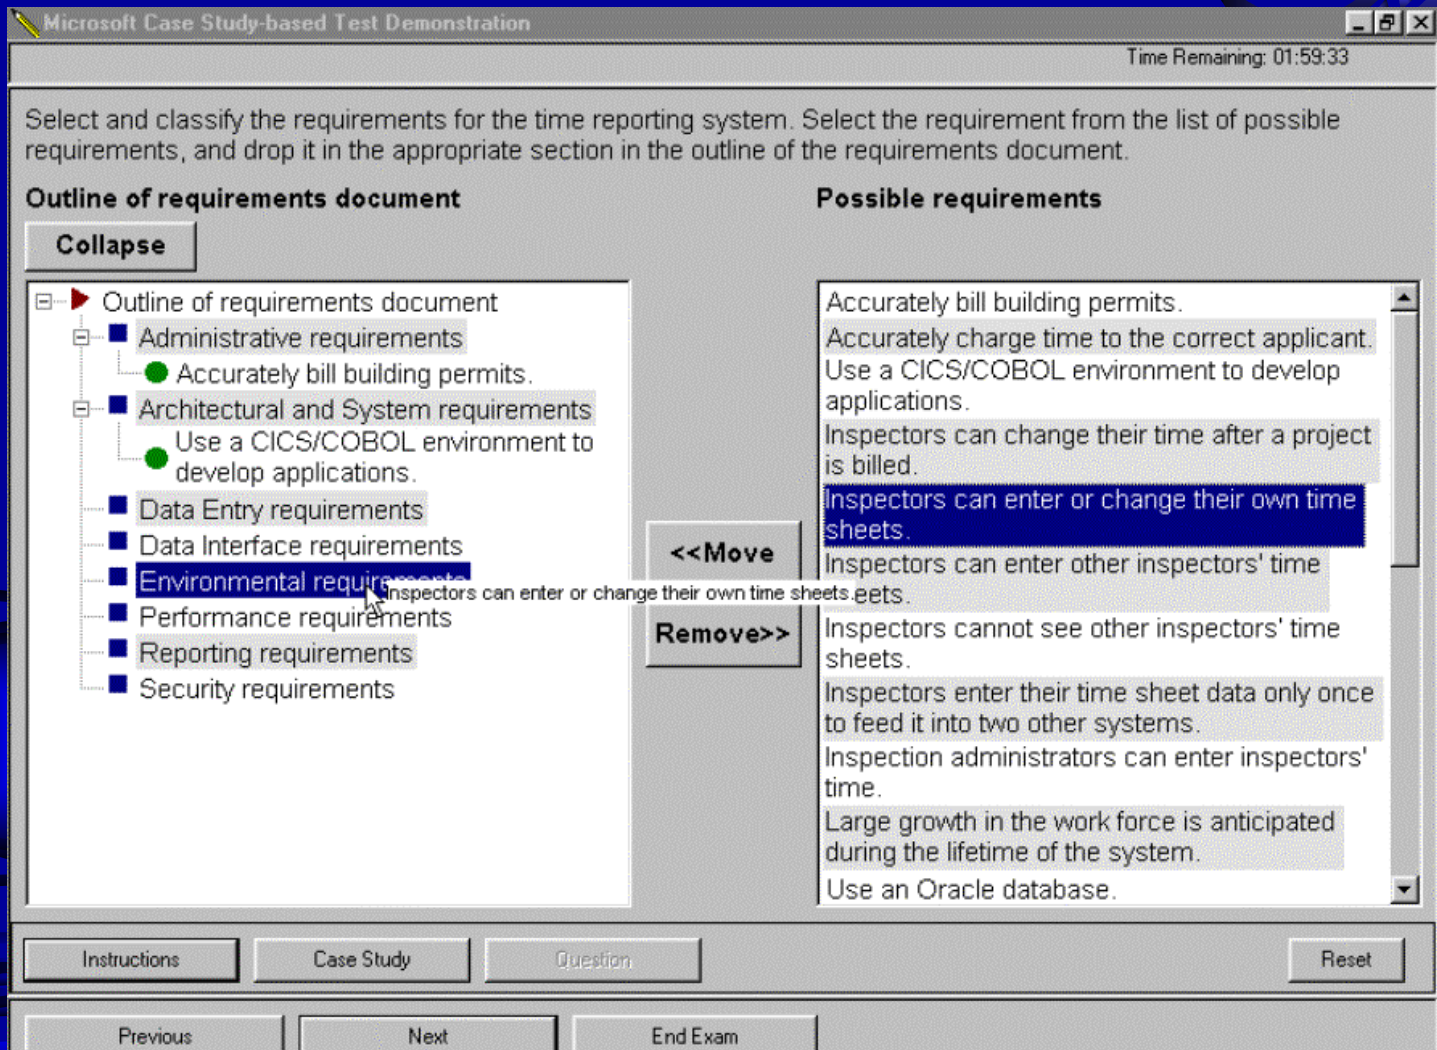 Microsoft Case Study-based Test Demonstration
Time Remaining: 01:59:33
Select and classify the requirements for the time reporting system. Select the requirement from the list of possible
requirements, and drop it in the appropriate section in the outline of the requirements document.
Outline of requirements document
Collapse
Outline of requirements document
Administrative requirements
Accurately bill building permits.
Architectural and System requirements
Use a CICS/COBOL environment to
develop applications.
Data Entry requirements
Data Interface requirements
Environmental requirements
Inspectors can enter or change their own time sheets.
Performance requirements
Reporting requirements
Security requirements
<<Move
Remove>>
Possible requirements
Accurately bill building permits.
Accurately charge time to the correct applicant.
Use a CICS/COBOL environment to develop
applications.
Inspectors can change their time after a project
is billed.
Inspectors can enter or change their own time
sheets.
Inspectors can enter other inspectors' time
eets.
Inspectors cannot see other inspectors' time
sheets.
Inspectors enter their time sheet data only once
to feed it into two other systems.
Inspection administrators can enter inspectors'
time.
Large growth in the work force is anticipated
during the lifetime of the system.
Use an Oracle database.
Instructions
Case Study
Question
Reset
Previous
Next
End Exam